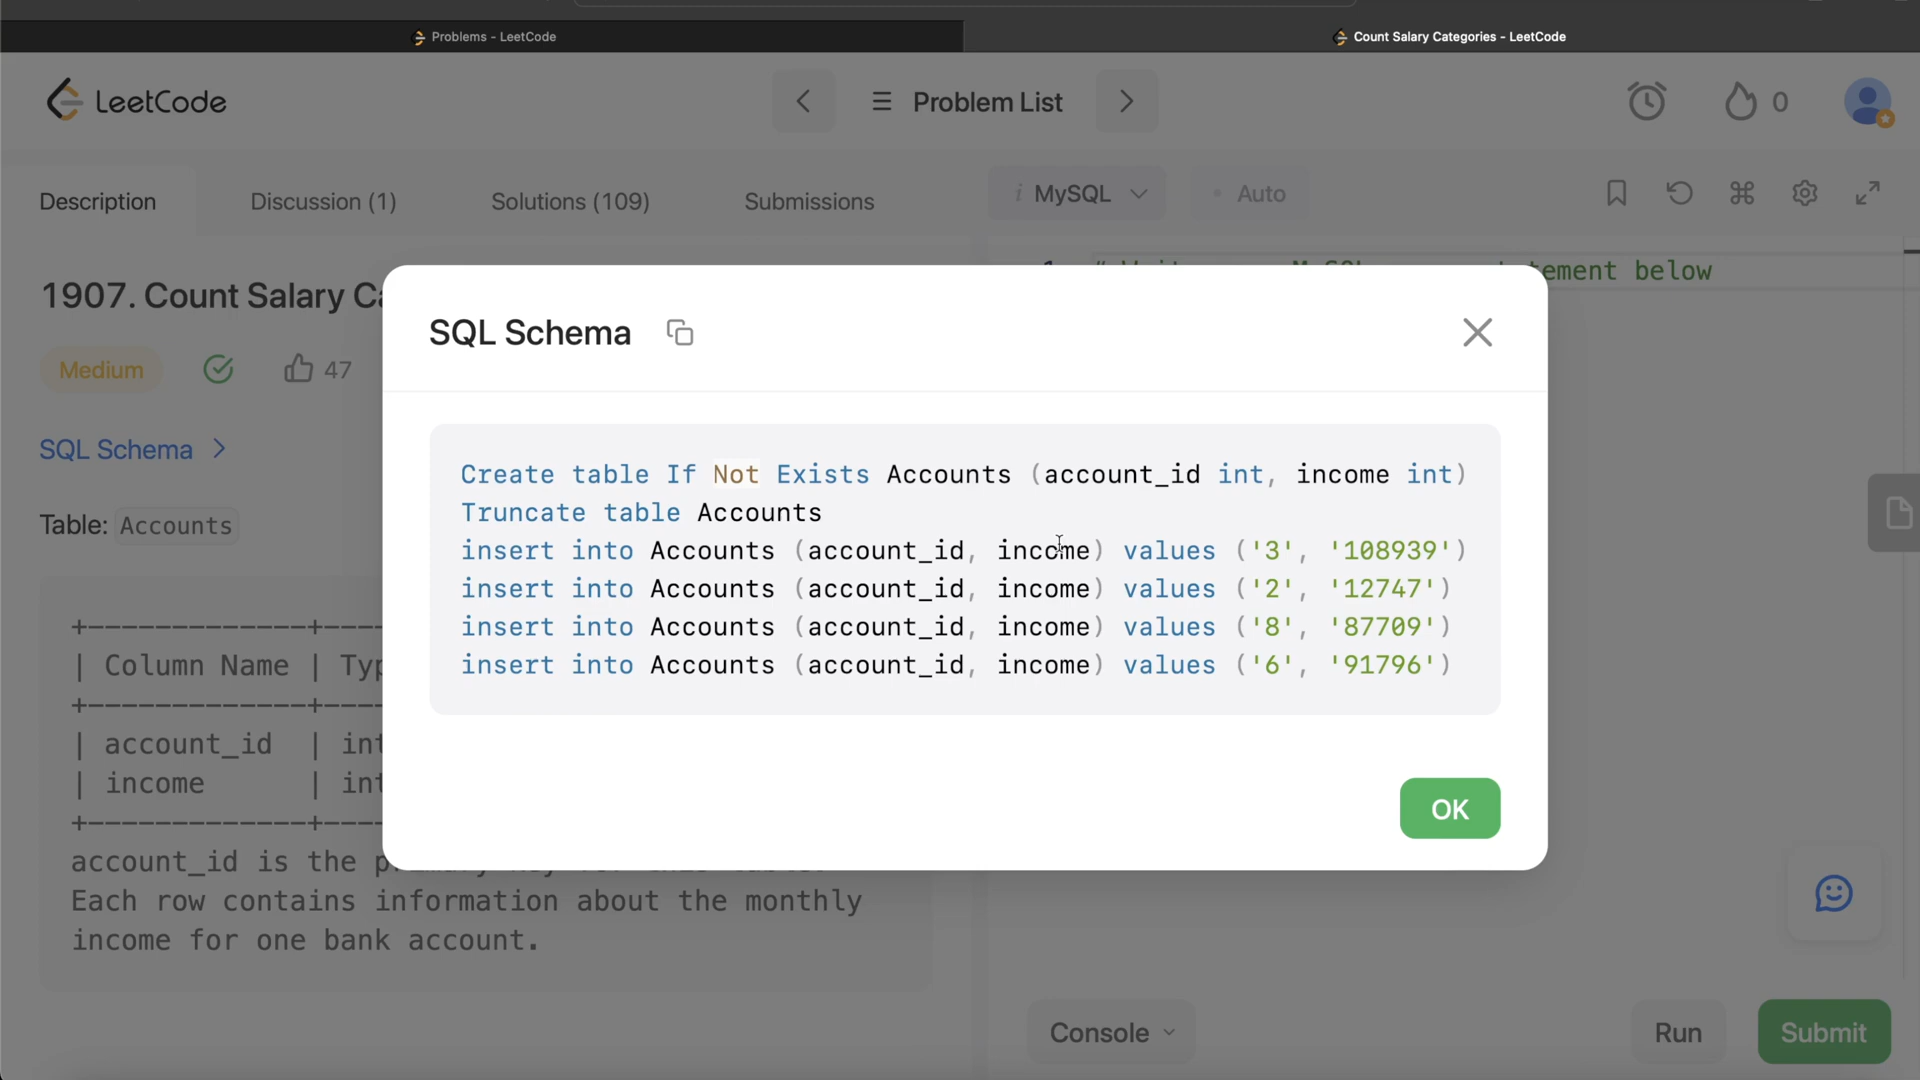 Problems - LeetCode
Count Salary Categories - LeetCode
LeetCode
Problem List
0
Description
Discussion (1)
Solutions (109)
Submissions
i MySQL
• Auto
1907. Count Salary Ca
1
ement below
SQL Schema
Medium
47
SQL Schema >
Table: Accounts
Create table If Not Exists Accounts (account_id int, income int)
Truncate table Accounts
insert into Accounts (account_id, income) values ('3', '108939')
insert into Accounts (account_id, income) values ('2', '12747')
insert into Accounts (account_id, income) values ('8', '87709')
insert into Accounts (account_id, income) values ('6', '91796')
OK
+-------------+----
| Column Name | Typ
+-------------+----
| account_id | int
| income | int
+-------------+----
account_id is the
Each row contains information about the monthly
income for one bank account.
Console
Run
Submit